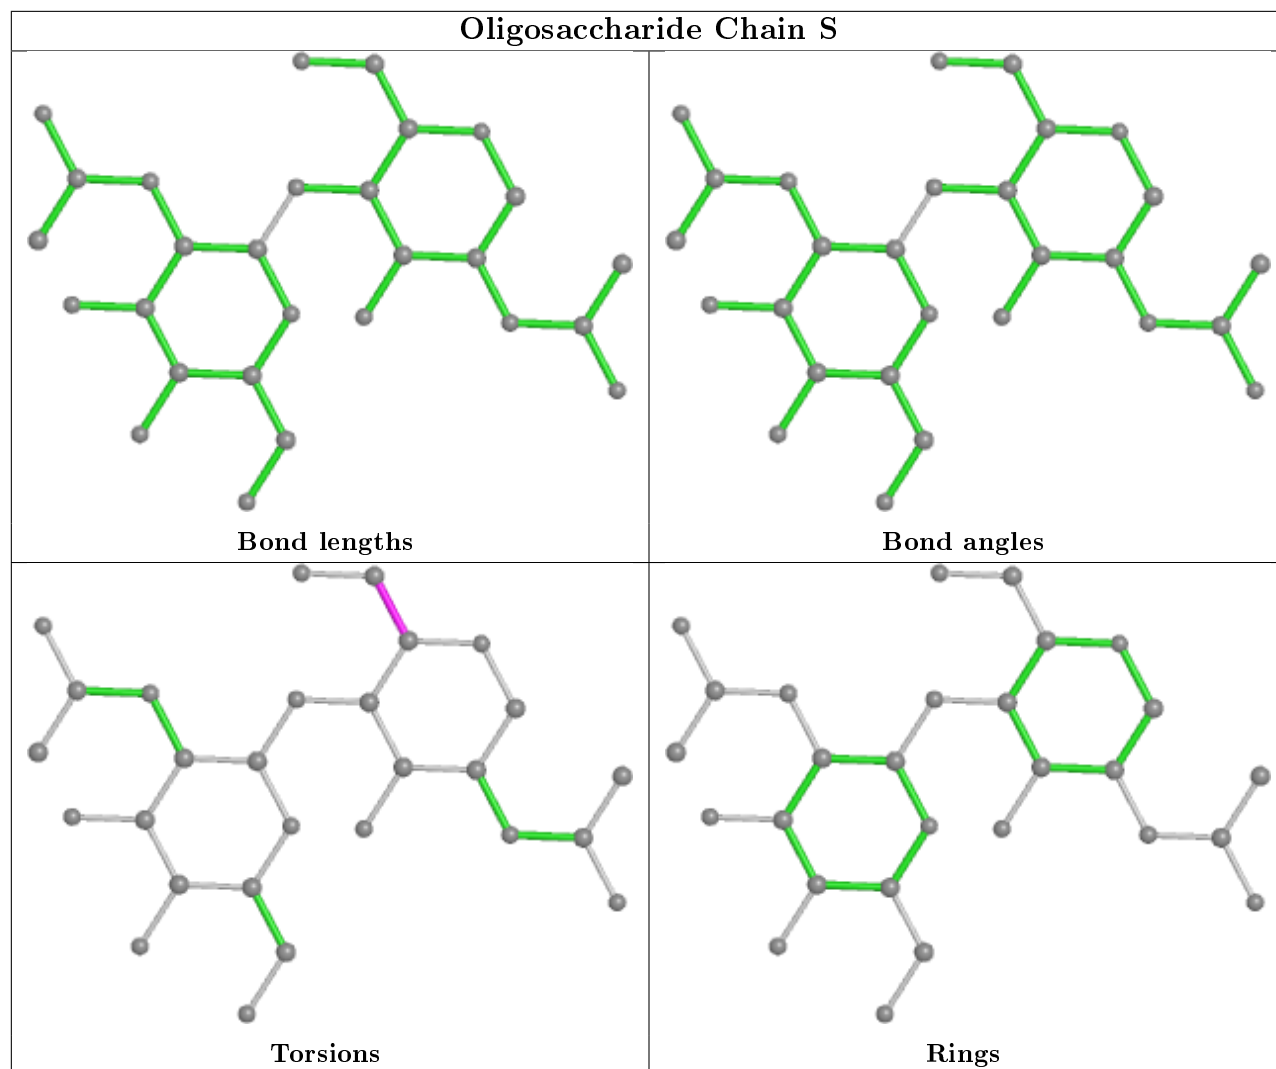 Oligosaccharide Chain S
Bond lengths
Bond angles
Torsions
Rings